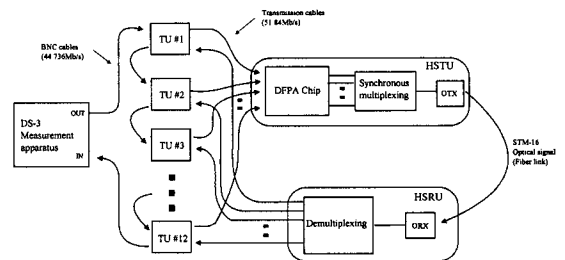 Transmission cables
(51 84Mb/s)
BNC cables
(44 736Mb/s)
TU #1
TU #2
TU #3
TU #12
DS-3
Measurement
apparatus
OUT
IN
HSTU
DFPA Chip
Synchronous
multiplexing
OTX
STM-16
Optical signal
(Fiber link)
HSRU
Demultiplexing
ORX